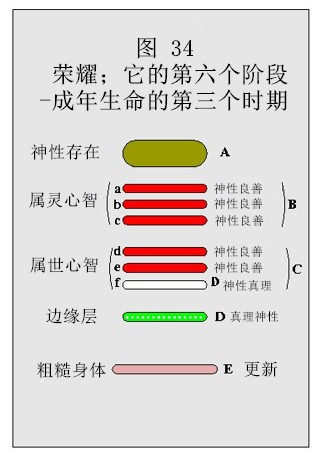 图 34
荣耀；它的第六个阶段
-成年生命的第三个时期
神性存在 A
a 神性良善
属灵心智 b 神性良善 B
c 神性良善
d 神性良善
属世心智 e 神性良善 C
f D 神性真理
边缘层 D 真理神性
粗糙身体 E 更新